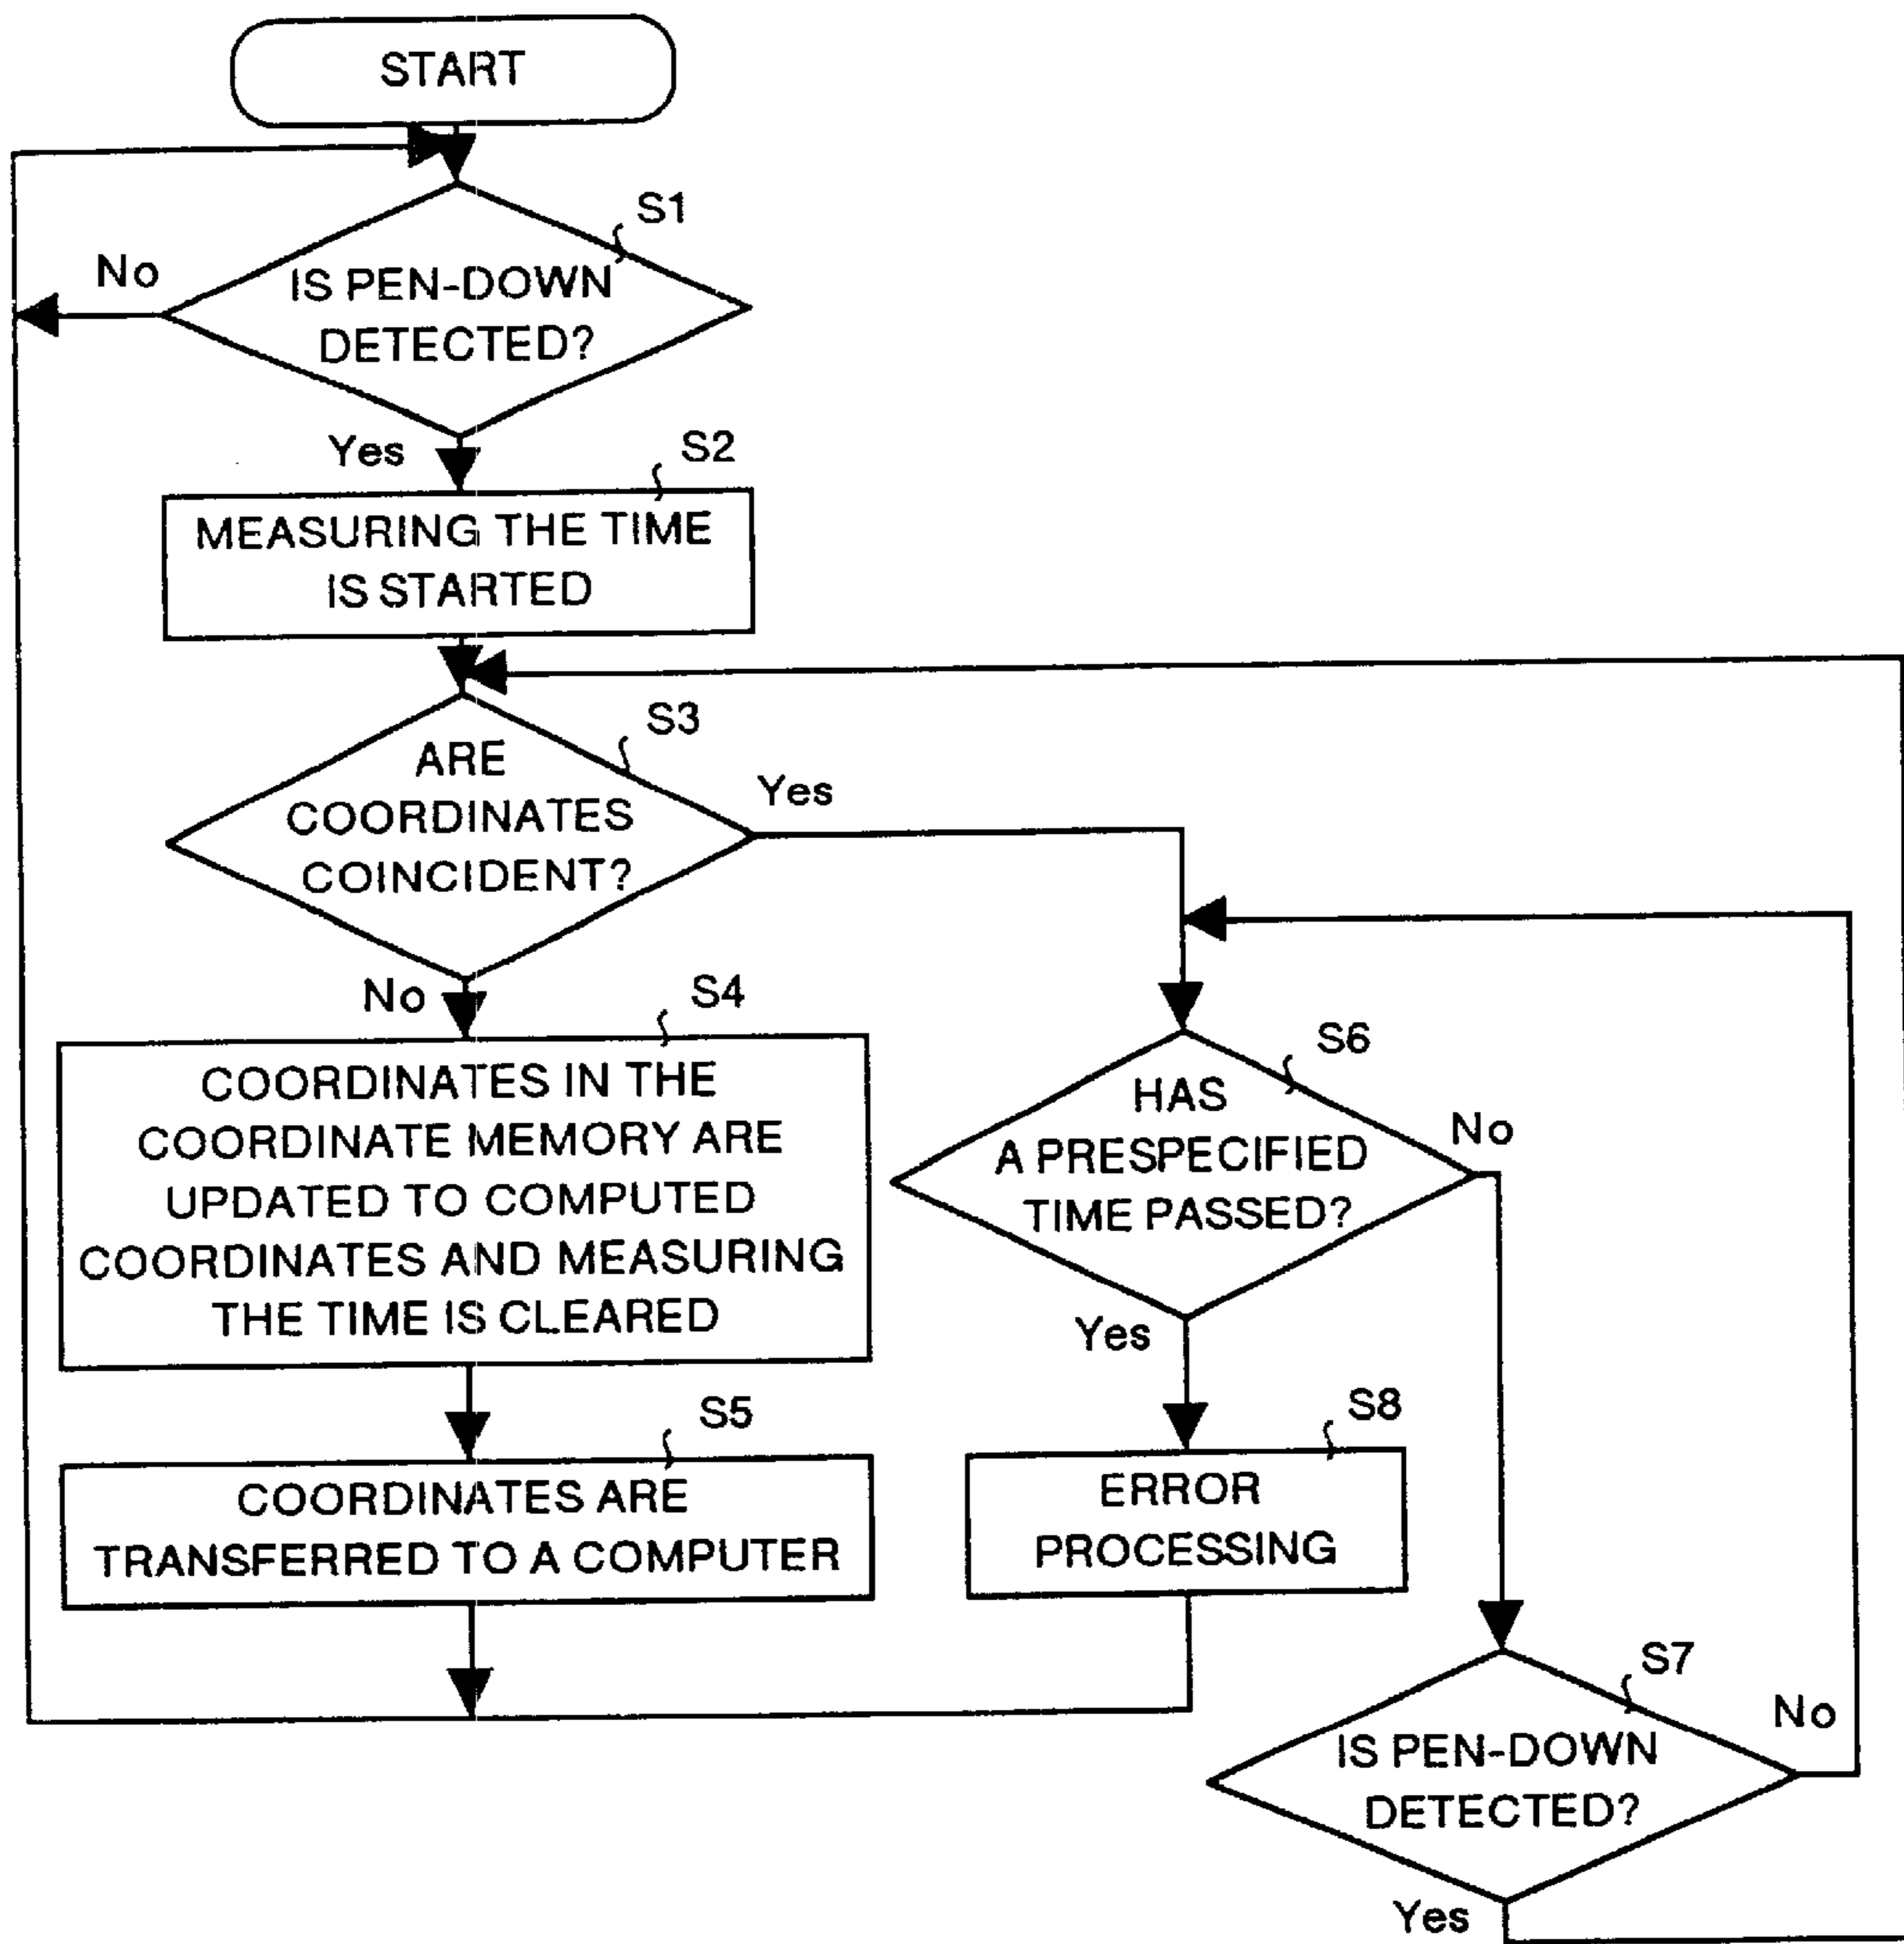 START
S1
No
IS PEN-DOWN
DETECTED?
Yes
S2
MEASURING THE TIME
IS STARTED
S3
ARE
COORDINATES
COINCIDENT?
Yes
No
S4
COORDINATES IN THE
COORDINATE MEMORY ARE
UPDATED TO COMPUTED
COORDINATES AND MEASURING
THE TIME IS CLEARED
S5
COORDINATES ARE
TRANSFERRED TO A COMPUTER
S6
HAS
A PRESPECIFIED
TIME PASSED?
No
Yes
S8
ERROR
PROCESSING
S7
IS PEN-DOWN
DETECTED?
No
Yes